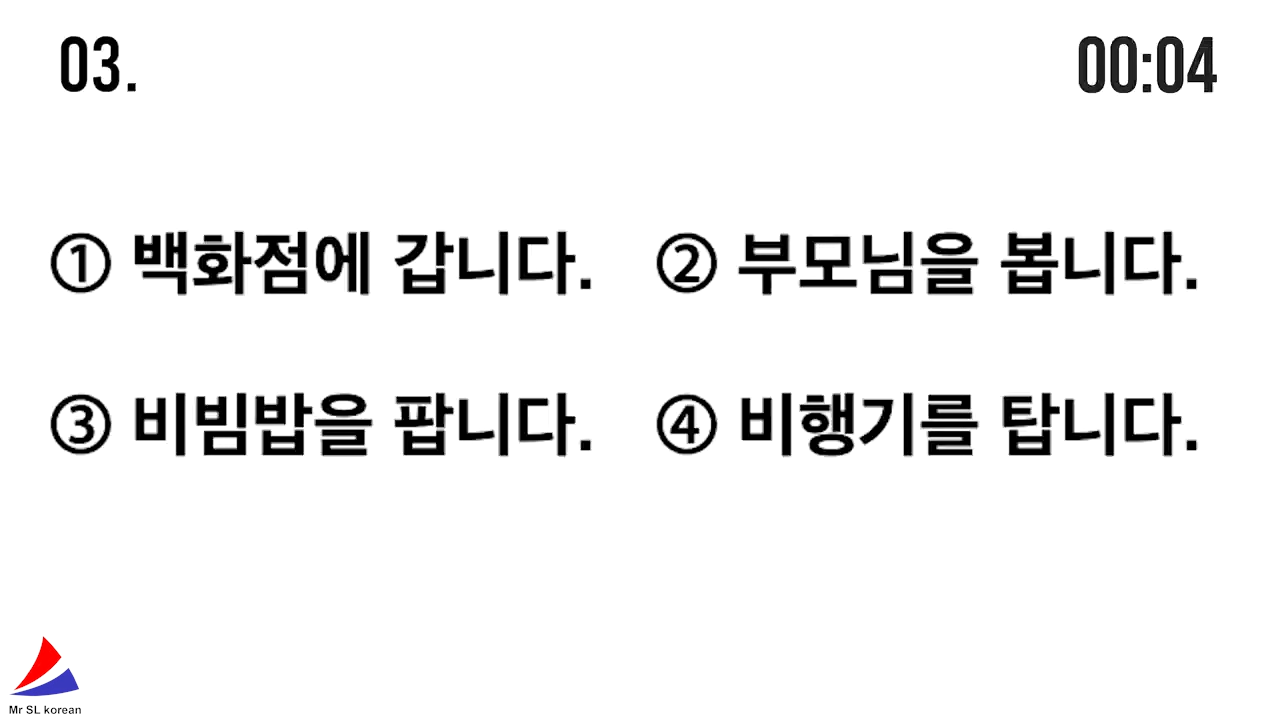 03.
00:04
① 백화점에 갑니다. ② 부모님을 봅니다.
③ 비빔밥을 팝니다. ④ 비행기를 탑니다.
Mr SL korean